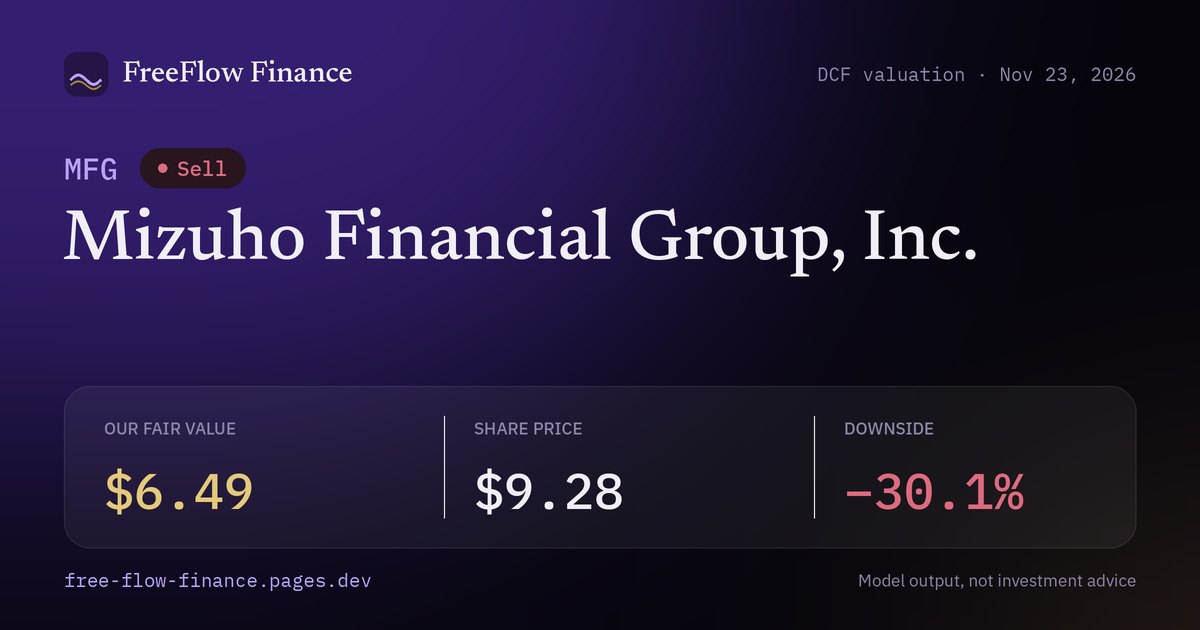 FreeFlow Finance
DCF valuation · Nov 23, 2026
MFG
Sell
Mizuho Financial Group, Inc.
OUR FAIR VALUE
$6.49
SHARE PRICE
$9.28
DOWNSIDE
−30.1%
free-flow-finance.pages.dev
Model output, not investment advice